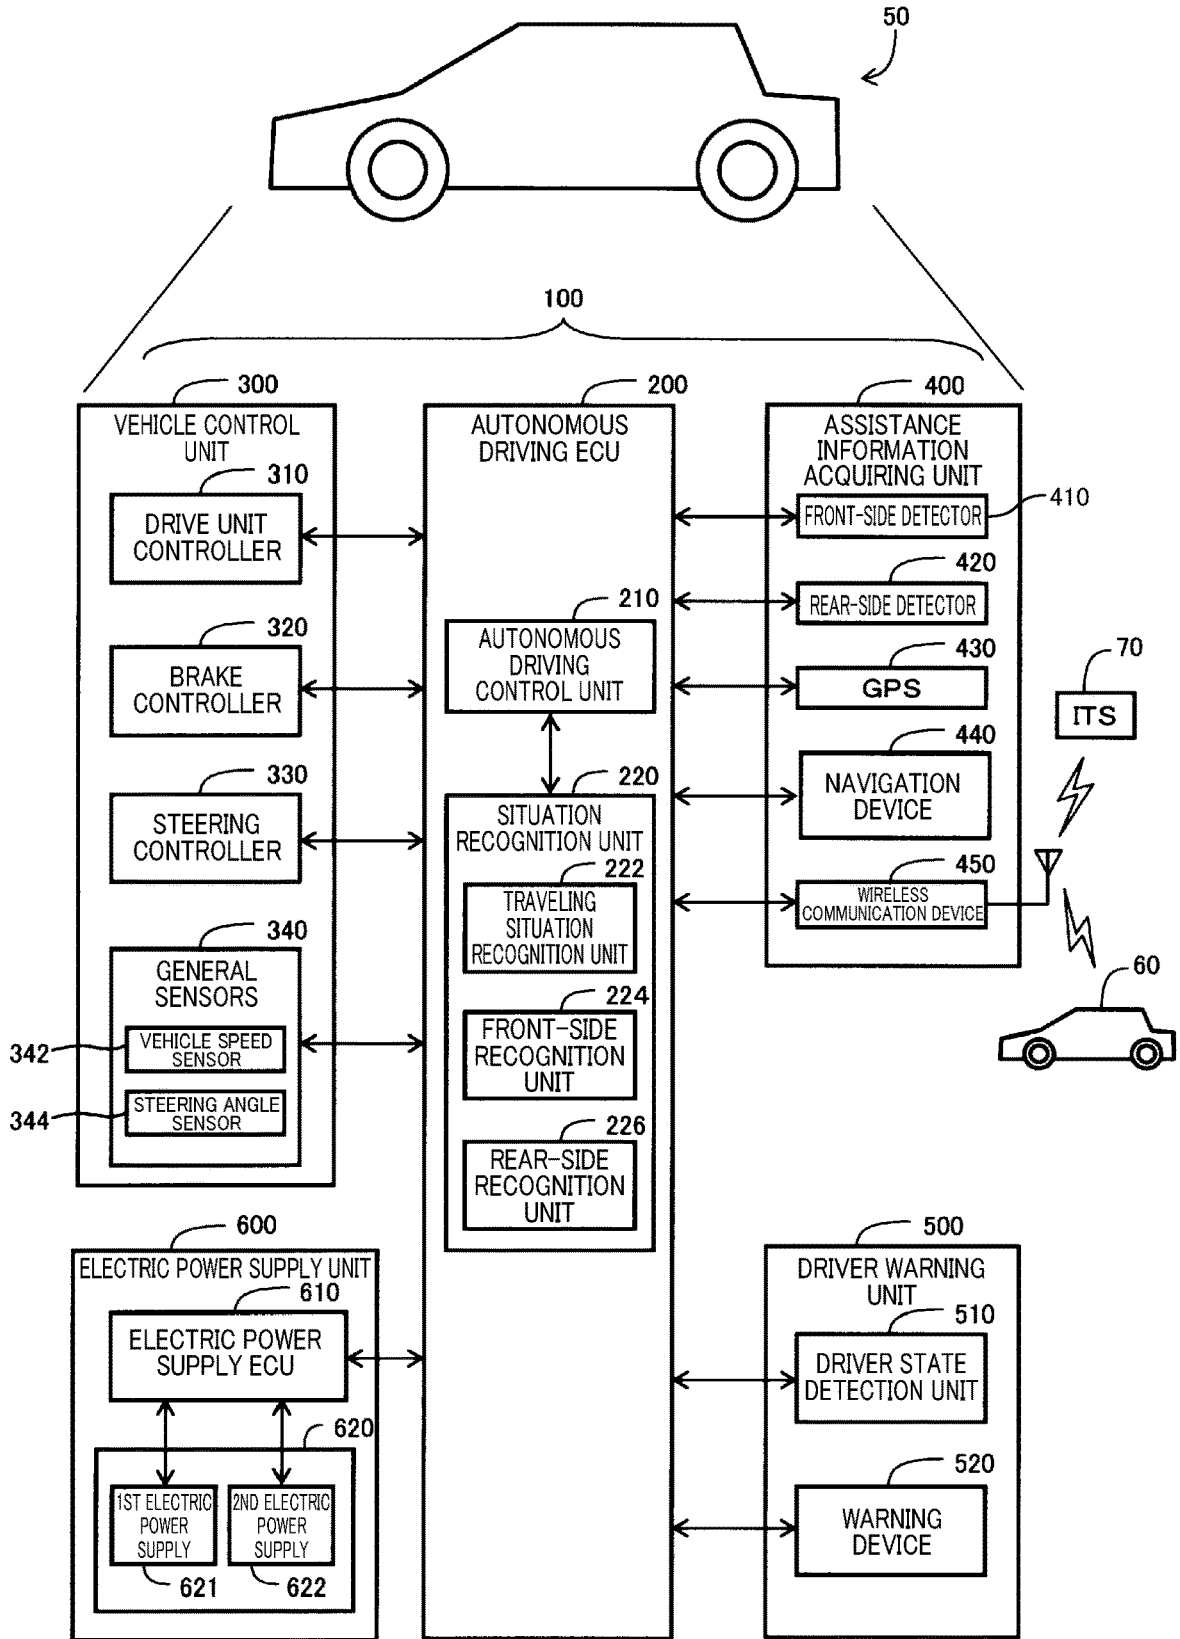 50
100
300
VEHICLE CONTROL
UNIT
310
DRIVE UNIT
CONTROLLER
320
BRAKE
CONTROLLER
330
STEERING
CONTROLLER
340
GENERAL
SENSORS
342
VEHICLE SPEED
SENSOR
344
STEERING ANGLE
SENSOR
200
AUTONOMOUS
DRIVING ECU
210
AUTONOMOUS
DRIVING
CONTROL UNIT
220
SITUATION
RECOGNITION UNIT
222
TRAVELING
SITUATION
RECOGNITION UNIT
224
FRONT-SIDE
RECOGNITION
UNIT
226
REAR-SIDE
RECOGNITION
UNIT
400
ASSISTANCE
INFORMATION
ACQUIRING UNIT
FRONT-SIDE DETECTOR
410
420
REAR-SIDE DETECTOR
430
GPS
440
NAVIGATION
DEVICE
450
WIRELESS
COMMUNICATION DEVICE
70
ITS
60
600
ELECTRIC POWER SUPPLY UNIT
610
ELECTRIC POWER
SUPPLY ECU
620
1ST ELECTRIC
POWER
SUPPLY
621
2ND ELECTRIC
POWER
SUPPLY
622
500
DRIVER WARNING
UNIT
510
DRIVER STATE
DETECTION UNIT
520
WARNING
DEVICE